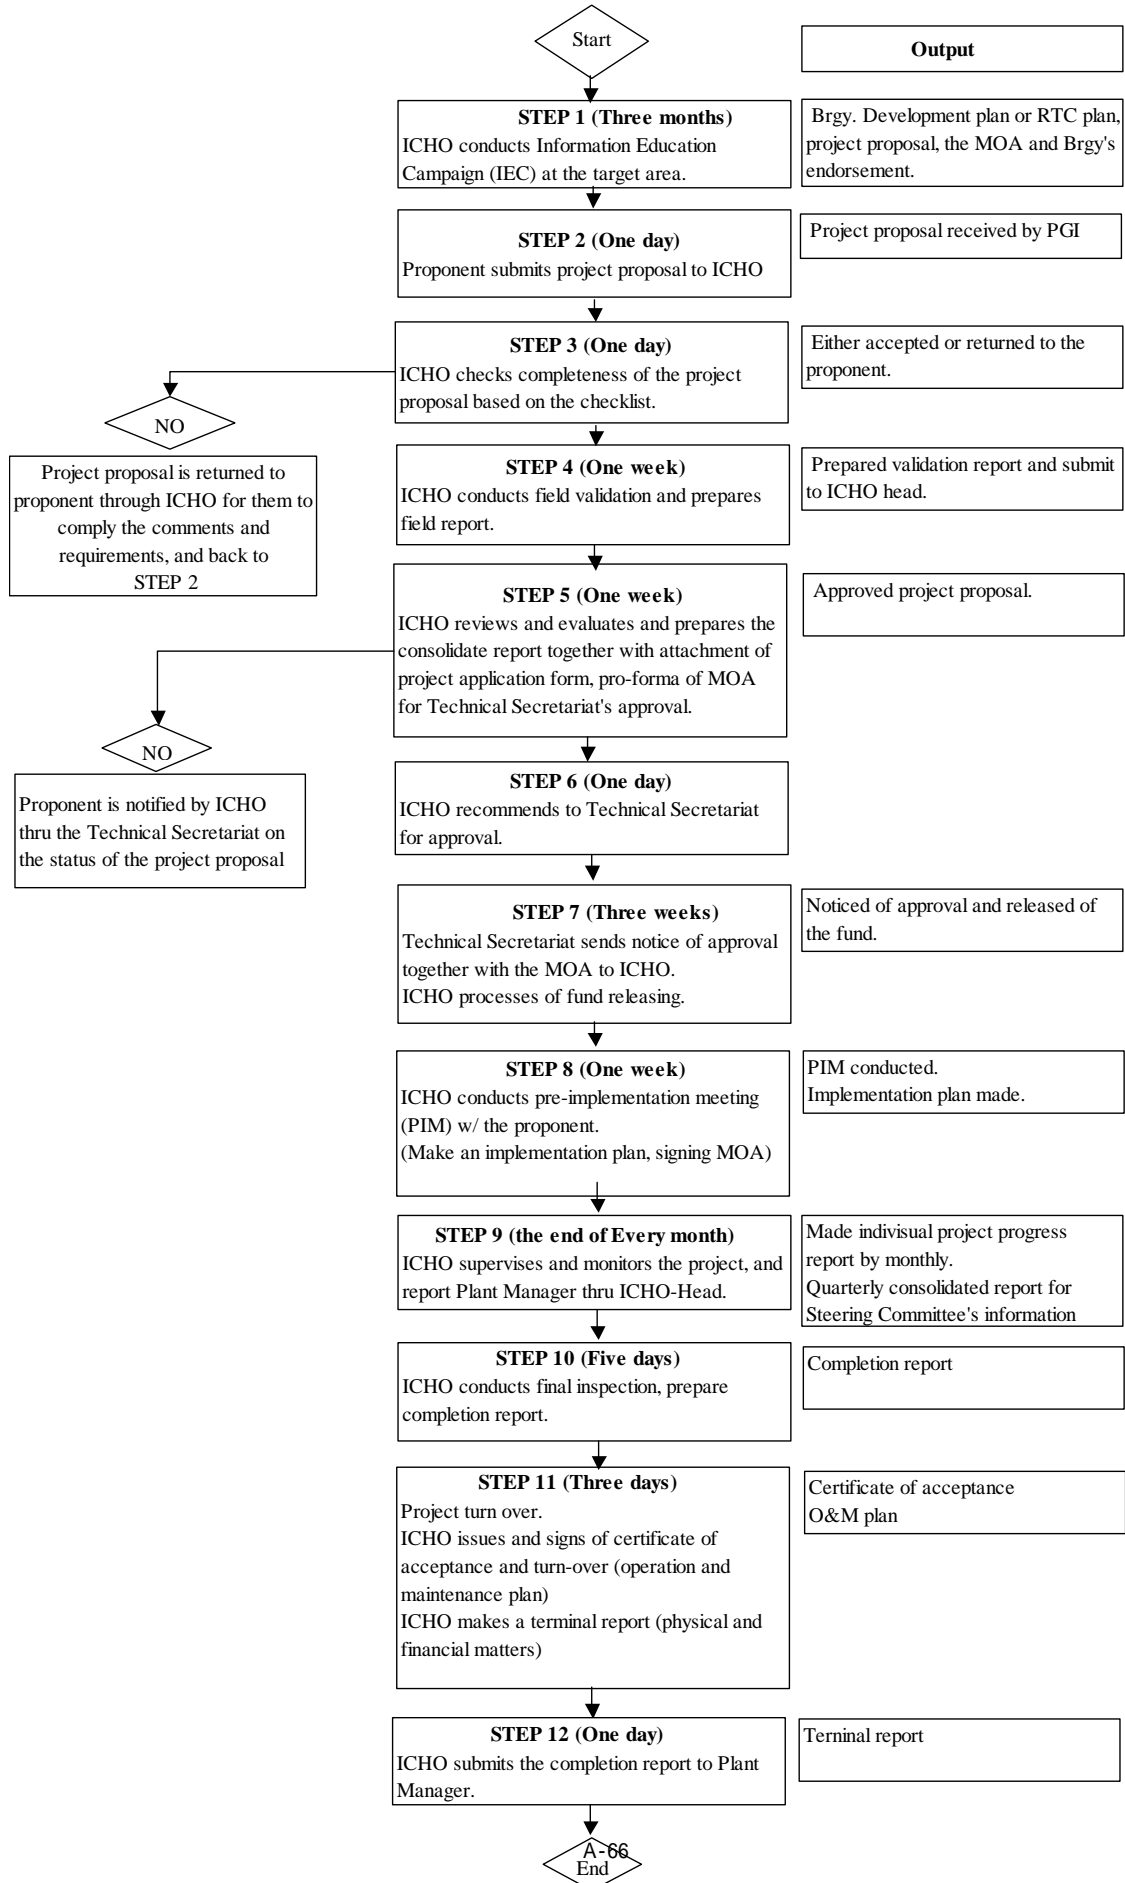 Start
Output
STEP 1 (Three months)
ICHO conducts Information Education
Campaign (IEC) at the target area.
Brgy. Development plan or RTC plan,
project proposal, the MOA and Brgy's
endorsement.
STEP 2 (One day)
Proponent submits project proposal to ICHO
Project proposal received by PGI
STEP 3 (One day)
ICHO checks completeness of the project
proposal based on the checklist.
Either accepted or returned to the
proponent.
NO
Project proposal is returned to
proponent through ICHO for them to
comply the comments and
requirements, and back to
STEP 2
STEP 4 (One week)
ICHO conducts field validation and prepares
field report.
Prepared validation report and submit
to ICHO head.
STEP 5 (One week)
ICHO reviews and evaluates and prepares the
consolidate report together with attachment of
project application form, pro-forma of MOA
for Technical Secretariat's approval.
Approved project proposal.
NO
Proponent is notified by ICHO
thru the Technical Secretariat on
the status of the project proposal
STEP 6 (One day)
ICHO recommends to Technical Secretariat
for approval.
STEP 7 (Three weeks)
Technical Secretariat sends notice of approval
together with the MOA to ICHO.
ICHO processes of fund releasing.
Noticed of approval and released of
the fund.
STEP 8 (One week)
ICHO conducts pre-implementation meeting
(PIM) w/ the proponent.
(Make an implementation plan, signing MOA)
PIM conducted.
Implementation plan made.
STEP 9 (the end of Every month)
ICHO supervises and monitors the project, and
report Plant Manager thru ICHO-Head.
Made indivisual project progress
report by monthly.
Quarterly consolidated report for
Steering Committee's information
STEP 10 (Five days)
ICHO conducts final inspection, prepare
completion report.
Completion report
STEP 11 (Three days)
Project turn over.
ICHO issues and signs of certificate of
acceptance and turn-over (operation and
maintenance plan)
ICHO makes a terminal report (physical and
financial matters)
Certificate of acceptance
O&M plan
STEP 12 (One day)
ICHO submits the completion report to Plant
Manager.
Terninal report
A-66
End